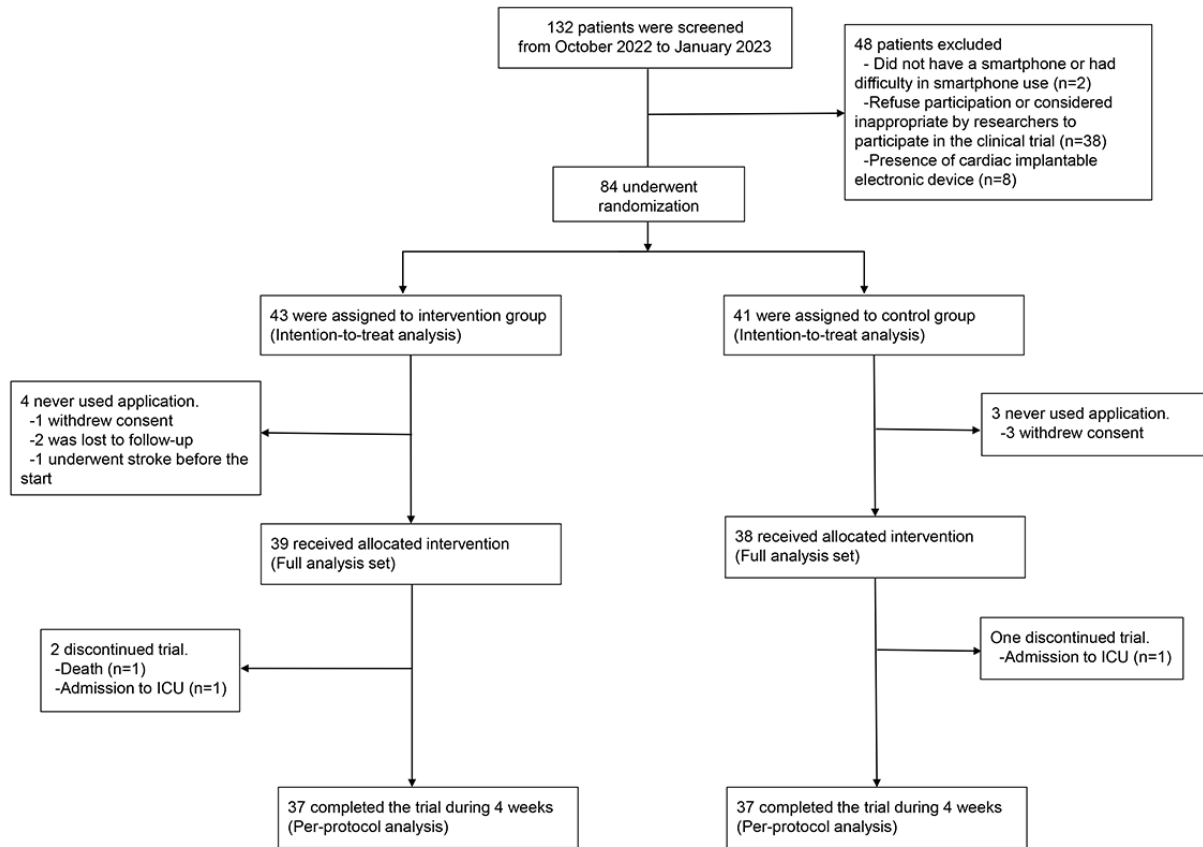 132 patients were screened
from October 2022 to January 2023
48 patients excluded
- Did not have a smartphone or had
difficulty in smartphone use (n=2)
-Refuse participation or considered
inappropriate by researchers to
participate in the clinical trial (n=38)
-Presence of cardiac implantable
electronic device (n=8)
84 underwent
randomization
43 were assigned to intervention group
(Intention-to-treat analysis)
41 were assigned to control group
(Intention-to-treat analysis)
4 never used application.
-1 withdrew consent
-2 was lost to follow-up
-1 underwent stroke before the
start
3 never used application.
-3 withdrew consent
39 received allocated intervention
(Full analysis set)
38 received allocated intervention
(Full analysis set)
2 discontinued trial.
-Death (n=1)
-Admission to ICU (n=1)
One discontinued trial.
-Admission to ICU (n=1)
37 completed the trial during 4 weeks
(Per-protocol analysis)
37 completed the trial during 4 weeks
(Per-protocol analysis)